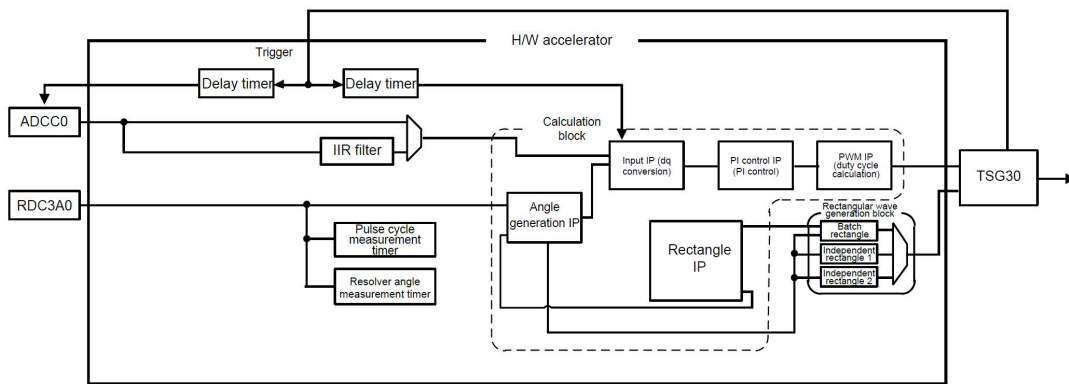 H/W accelerator
Trigger
Delay timer
Delay timer
ADCC0
IIR filter
Calculation
block
Input IP (dq
conversion)
PI control IP
(PI control)
PWM IP
(duty cycle
calculation)
TSG30
RDC3A0
Angle
generation IP
Pulse cycle
measurement
timer
Resolver angle
measurement timer
Rectangle
IP
Rectangular wave
generation block
Batch
rectangle
Independent
rectangle 1
Independent
rectangle 2